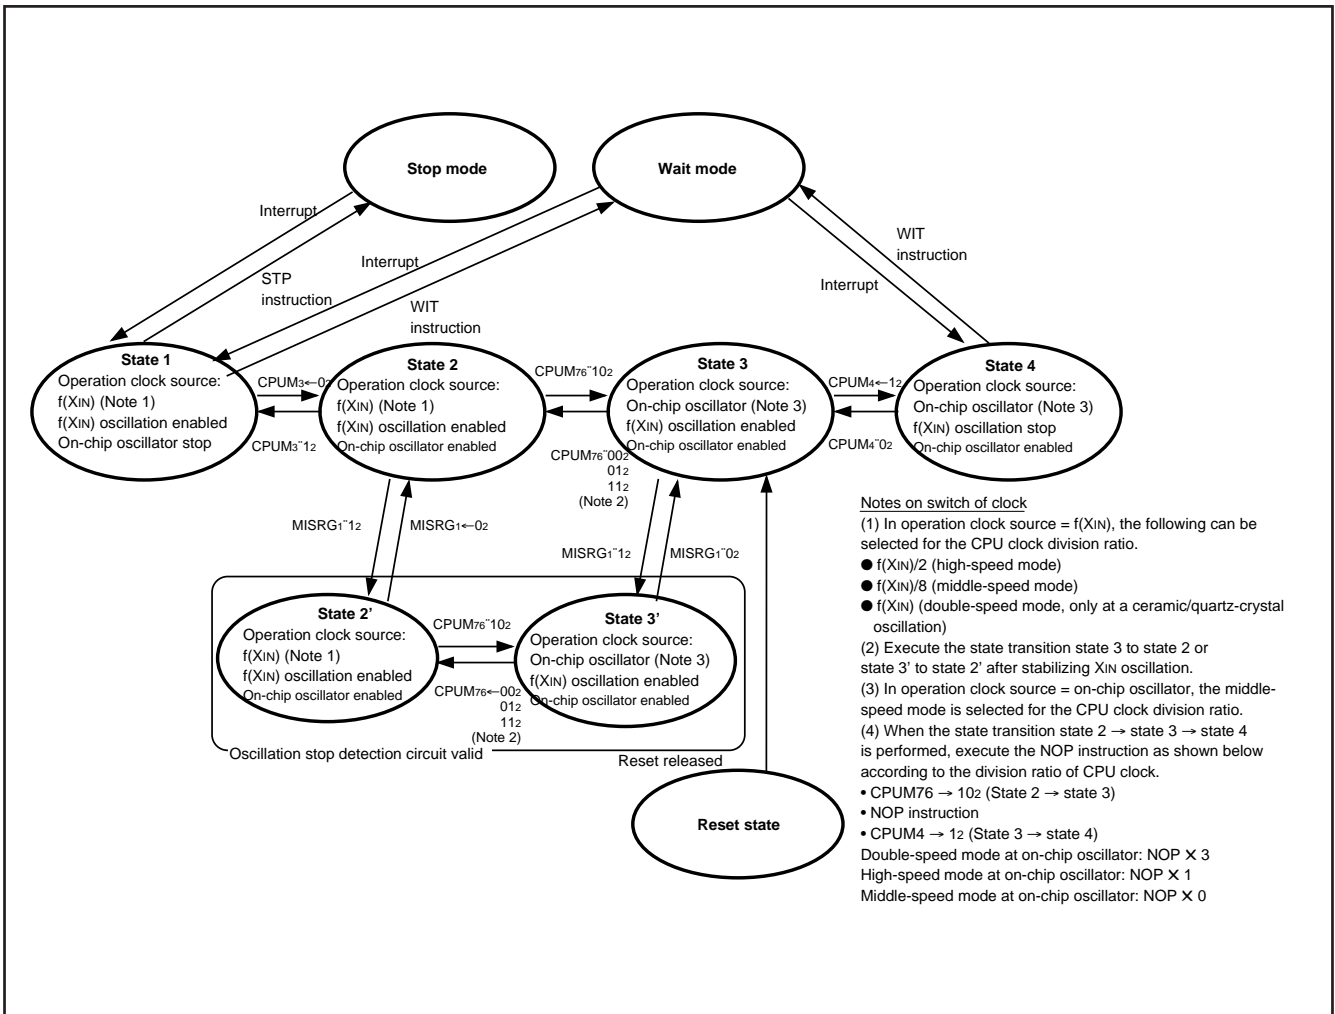 Stop mode
Wait mode
Interrupt
STP
instruction
Interrupt
WIT
instruction
WIT
instruction
Interrupt
State 1
Operation clock source:
f(XIN) (Note 1)
f(XIN) oscillation enabled
On-chip oscillator stop
CPUM3←02
CPUM3¨12
State 2
Operation clock source:
f(XIN) (Note 1)
f(XIN) oscillation enabled
On-chip oscillator enabled
CPUM76¨102
CPUM76¨002
012
112
(Note 2)
State 3
Operation clock source:
On-chip oscillator (Note 3)
f(XIN) oscillation enabled
On-chip oscillator enabled
CPUM4←12
CPUM4¨02
State 4
Operation clock source:
On-chip oscillator (Note 3)
f(XIN) oscillation stop
On-chip oscillator enabled
MISRG1¨12
MISRG1←02
MISRG1¨12
MISRG1¨02
State 2'
Operation clock source:
f(XIN) (Note 1)
f(XIN) oscillation enabled
On-chip oscillator enabled
CPUM76¨102
CPUM76←002
012
112
(Note 2)
State 3'
Operation clock source:
On-chip oscillator (Note 3)
f(XIN) oscillation enabled
On-chip oscillator enabled
Oscillation stop detection circuit valid
Reset released
Reset state
Notes on switch of clock
(1) In operation clock source = f(XIN), the following can be
selected for the CPU clock division ratio.
● f(XIN)/2 (high-speed mode)
● f(XIN)/8 (middle-speed mode)
● f(XIN) (double-speed mode, only at a ceramic/quartz-crystal
oscillation)
(2) Execute the state transition state 3 to state 2 or
state 3' to state 2' after stabilizing XIN oscillation.
(3) In operation clock source = on-chip oscillator, the middle-
speed mode is selected for the CPU clock division ratio.
(4) When the state transition state 2 → state 3 → state 4
is performed, execute the NOP instruction as shown below
according to the division ratio of CPU clock.
• CPUM76 → 102 (State 2 → state 3)
• NOP instruction
• CPUM4 → 12 (State 3 → state 4)
Double-speed mode at on-chip oscillator: NOP ✕ 3
High-speed mode at on-chip oscillator: NOP ✕ 1
Middle-speed mode at on-chip oscillator: NOP ✕ 0